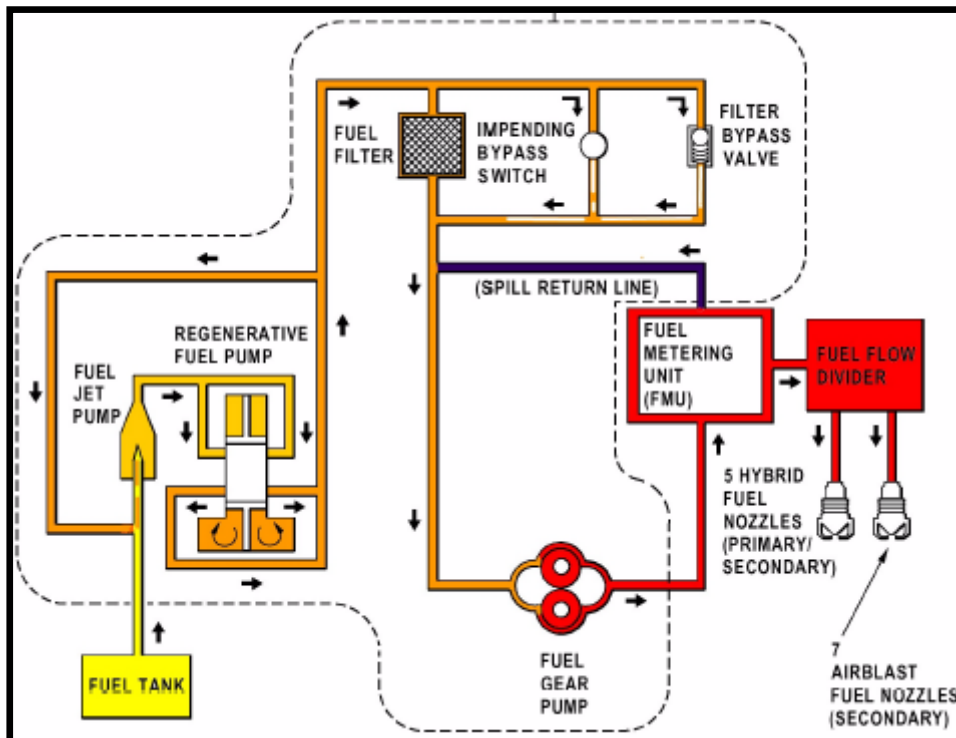 FUEL
FILTER
IMPENDING
BYPASS
SWITCH
FILTER
BYPASS
VALVE
(SPILL RETURN LINE)
REGENERATIVE
FUEL PUMP
FUEL
JET
PUMP
FUEL
METERING
UNIT
(FMU)
FUEL FLOW
DIVIDER
5 HYBRID
FUEL
NOZZLES
(PRIMARY/
SECONDARY)
FUEL TANK
FUEL
GEAR
PUMP
7
AIRBLAST
FUEL NOZZLES
(SECONDARY)